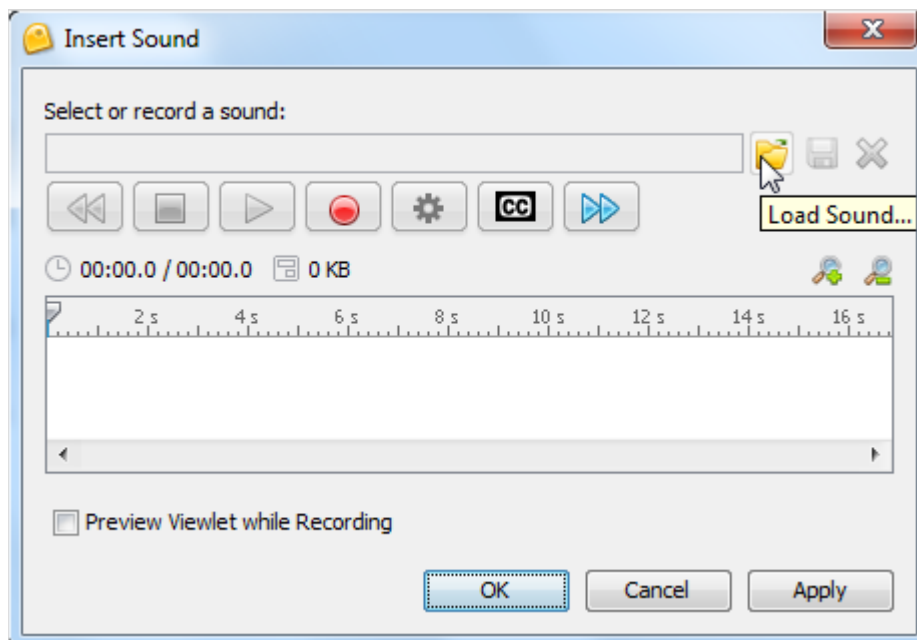 Insert Sound
Select or record a sound:
CC
Load Sound...
00:00.0 / 00:00.0 0 KB
2 s 4 s 6 s 8 s 10 s 12 s 14 s 16 s
Preview Viewlet while Recording
OK Cancel Apply